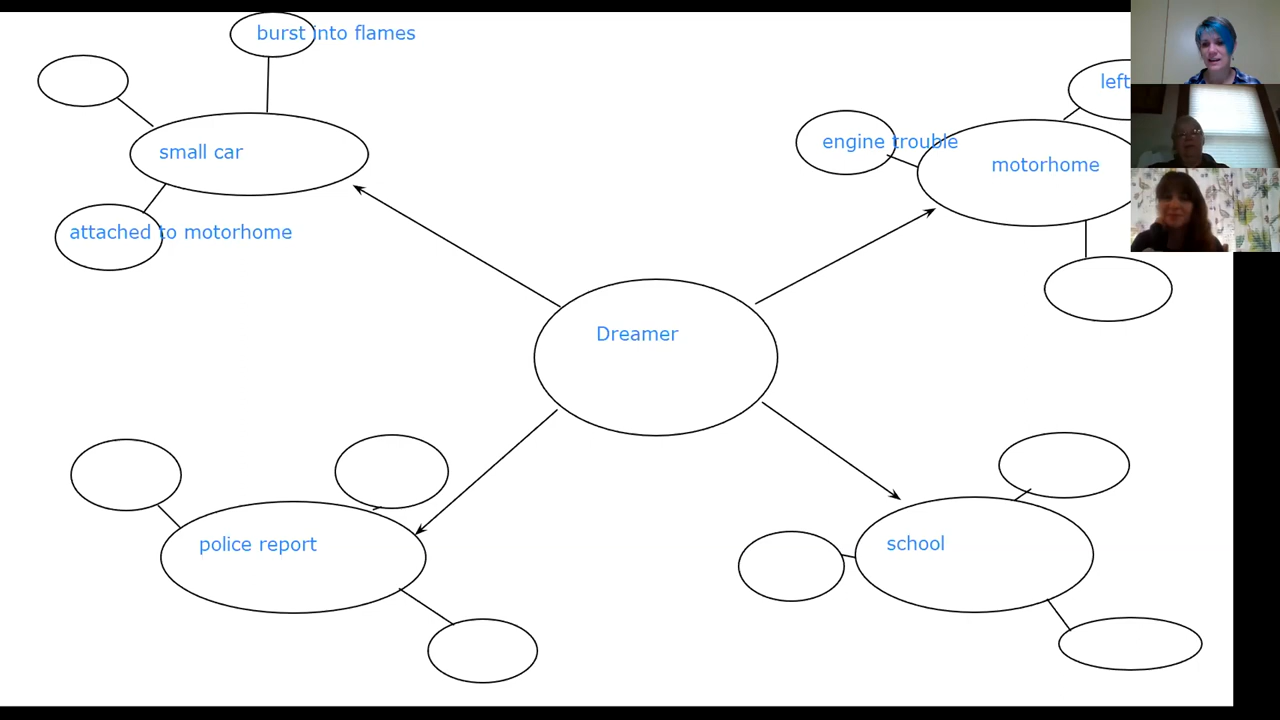 burst into flames
left
small car
engine trouble
motorhome
attached to motorhome
Dreamer
police report
school